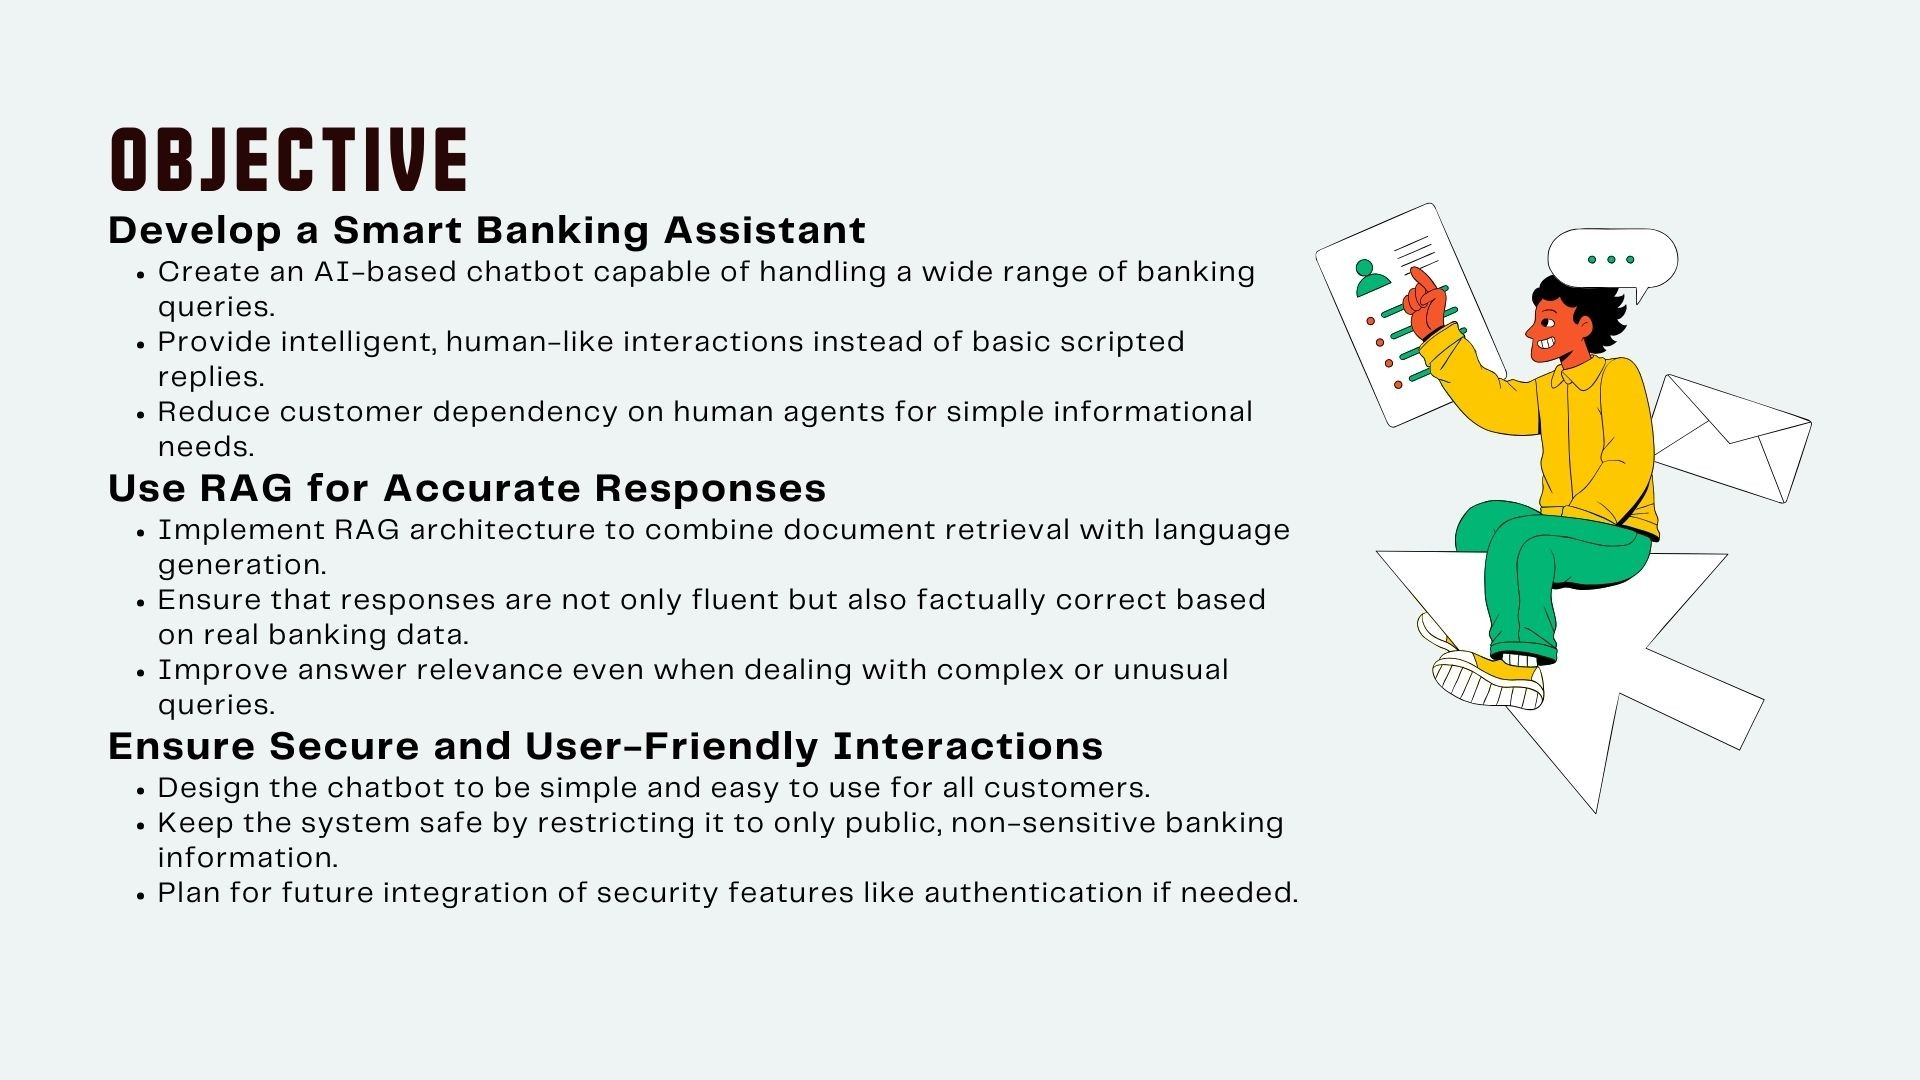 OBJECTIVE
Develop a Smart Banking Assistant
• Create an AI-based chatbot capable of handling a wide range of banking
queries.
• Provide intelligent, human-like interactions instead of basic scripted
replies.
• Reduce customer dependency on human agents for simple informational
needs.
Use RAG for Accurate Responses
• Implement RAG architecture to combine document retrieval with language
generation.
• Ensure that responses are not only fluent but also factually correct based
on real banking data.
• Improve answer relevance even when dealing with complex or unusual
queries.
Ensure Secure and User-Friendly Interactions
• Design the chatbot to be simple and easy to use for all customers.
• Keep the system safe by restricting it to only public, non-sensitive banking
information.
• Plan for future integration of security features like authentication if needed.